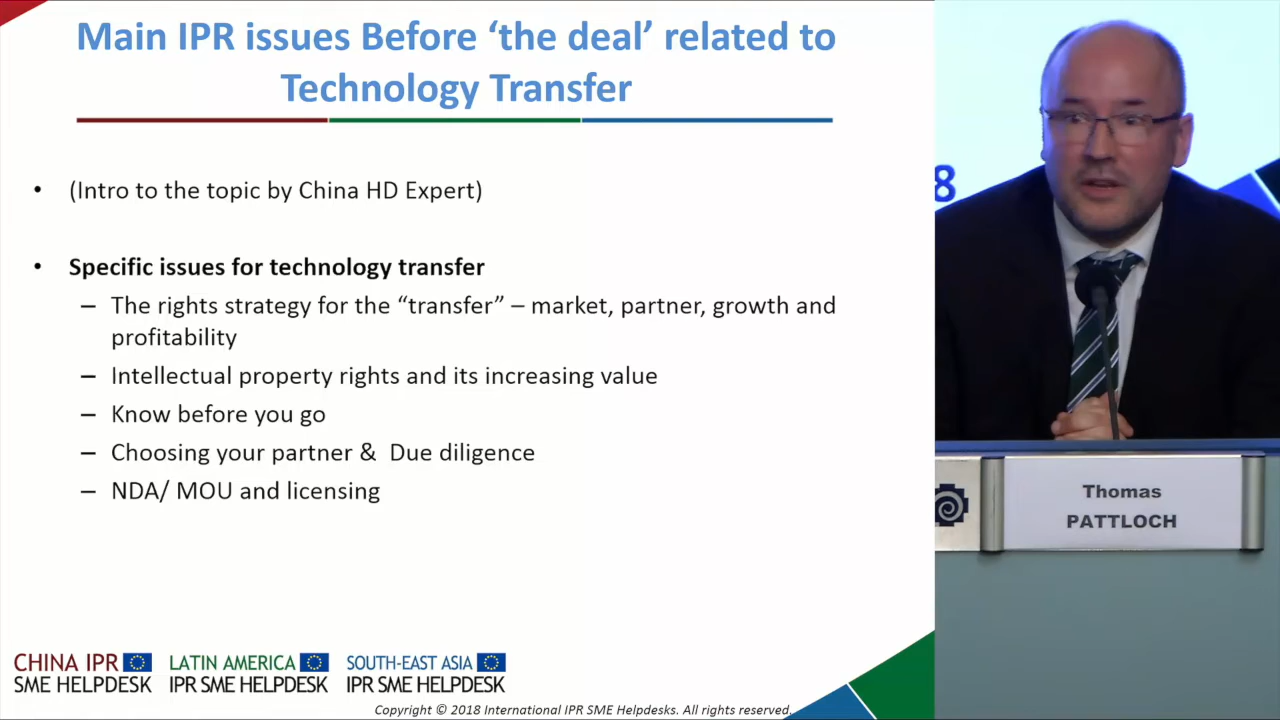 Main IPR issues Before ‘the deal’ related to
Technology Transfer
• (Intro to the topic by China HD Expert)
• Specific issues for technology transfer
– The rights strategy for the “transfer” – market, partner, growth and
profitability
– Intellectual property rights and its increasing value
– Know before you go
– Choosing your partner & Due diligence
– NDA/ MOU and licensing
CHINA IPR
SME HELPDESK
LATIN AMERICA
IPR SME HELPDESK
SOUTH-EAST ASIA
IPR SME HELPDESK
Copyright © 2018 International IPR SME Helpdesks. All rights reserved.
8
Thomas
PATTLOCH